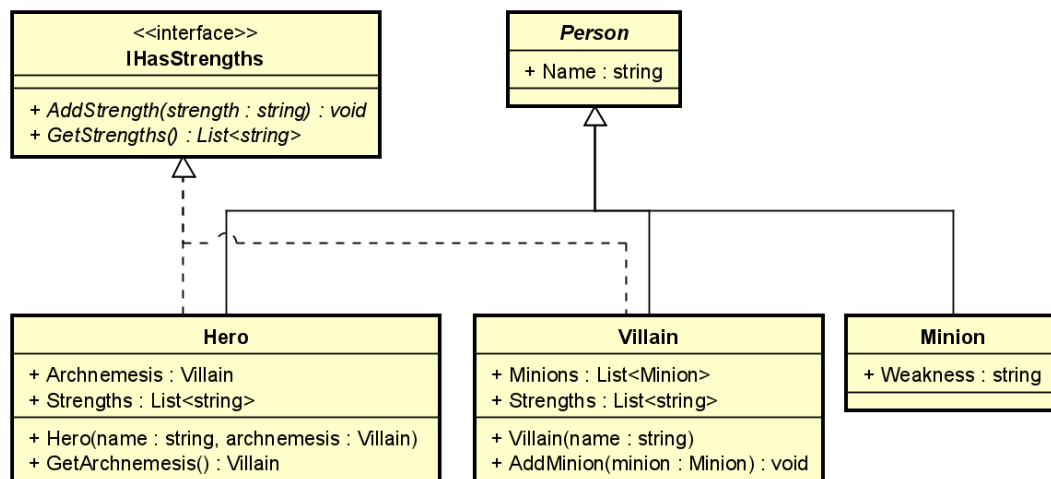 <<interface>>
IHasStrengths
+ AddStrength(strength : string) : void
+ GetStrengths() : List<string>
Person
+ Name : string
Hero
+ Archnemesis : Villain
+ Strengths : List<string>
+ Hero(name : string, archnemesis : Villain)
+ GetArchnemesis() : Villain
Villain
+ Minions : List<Minion>
+ Strengths : List<string>
+ Villain(name : string)
+ AddMinion(minion : Minion) : void
Minion
+ Weakness : string